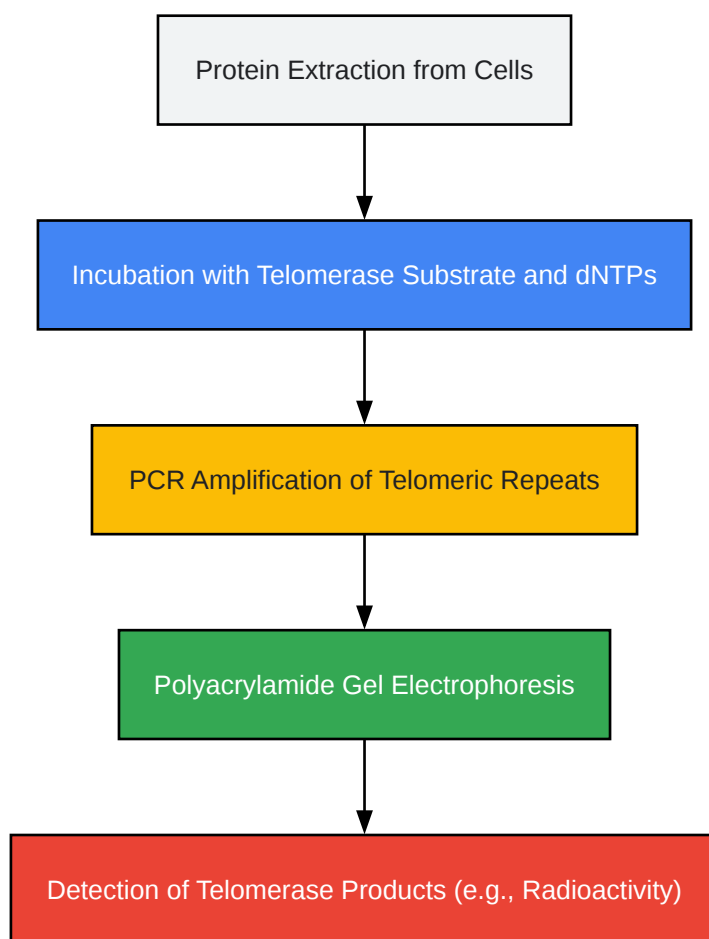 Protein Extraction from Cells
Incubation with Telomerase Substrate and dNTPs
PCR Amplification of Telomeric Repeats
Polyacrylamide Gel Electrophoresis
Detection of Telomerase Products (e.g., Radioactivity)